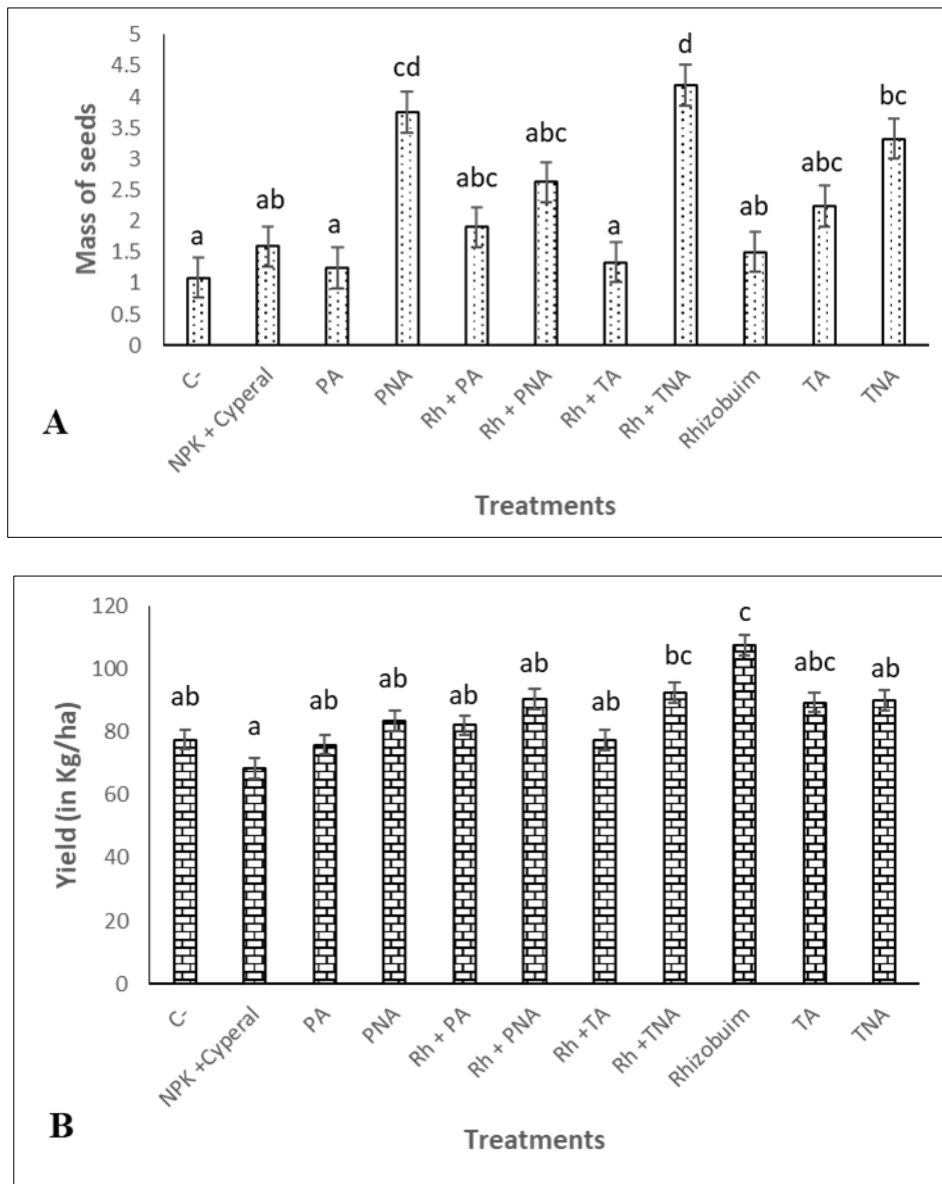 5
4.5
4
3.5
3
2.5
2
1.5
1
0.5
0
Mass of seeds
a
ab
a
cd
abc
abc
a
d
ab
abc
bc
C-
NPK + Cyperal
PA
PNA
Rh + PA
Rh + PNA
Rh + TA
Rh + TNA
Rhizobuim
TA
TNA
A
Treatments
120
100
80
60
40
20
0
Yield (in Kg/ha)
ab
a
ab
ab
ab
ab
ab
bc
c
abc
ab
C-
NPK +Cyperal
PA
PNA
Rh + PA
Rh + PNA
Rh +TA
Rh +TNA
Rhizobuim
TA
TNA
B
Treatments